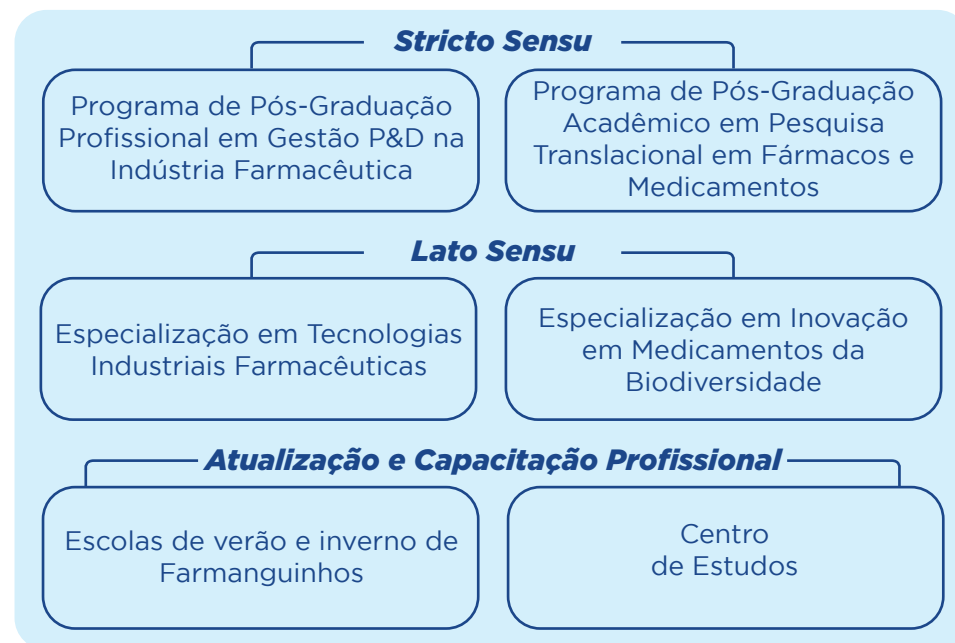 Stricto Sensu
Programa de Pós-Graduação
Profissional em Gestão P&D na
Indústria Farmacêutica
Programa de Pós-Graduação
Acadêmico em Pesquisa
Translacional em Fármacos e
Medicamentos
Lato Sensu
Especialização em Tecnologias
Industriais Farmacêuticas
Especialização em Inovação
em Medicamentos da
Biodiversidade
Atualização e Capacitação Profissional
Escolas de verão e inverno de
Farmanguinhos
Centro
de Estudos